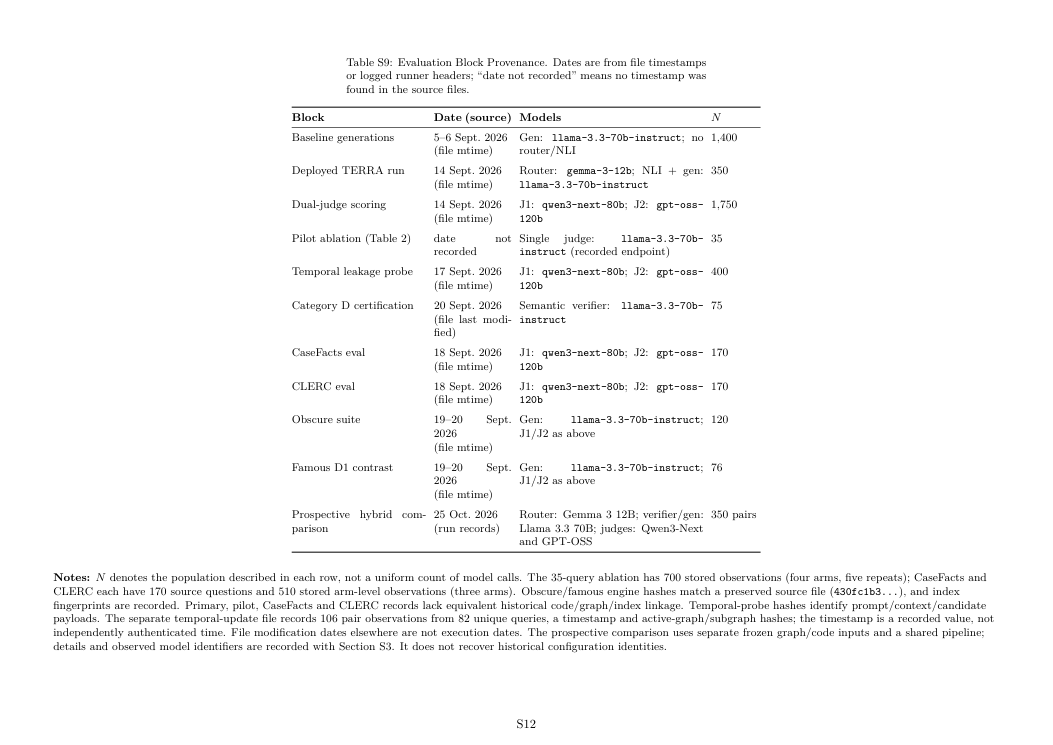 Table S9: Evaluation Block Provenance. Dates are from file timestamps
or logged runner headers; “date not recorded” means no timestamp was
found in the source files.
Block Date (source) Models N
Baseline generations 5–6 Sept. 2026 Gen: llama-3.3-70b-instruct; no 1,400
(file mtime) router/NLI
Deployed TERRA run 14 Sept. 2026 Router: gemma-3-12b; NLI + gen: 350
(file mtime) llama-3.3-70b-instruct
Dual-judge scoring 14 Sept. 2026 J1: qwen3-next-80b; J2: gpt-oss- 1,750
(file mtime) 120b
Pilot ablation (Table 2) date not Single judge: llama-3.3-70b- 35
recorded instruct (recorded endpoint)
Temporal leakage probe 17 Sept. 2026 J1: qwen3-next-80b; J2: gpt-oss- 400
(file mtime) 120b
Category D certification 20 Sept. 2026 Semantic verifier: llama-3.3-70b- 75
(file last modi- instruct
fied)
CaseFacts eval 18 Sept. 2026 J1: qwen3-next-80b; J2: gpt-oss- 170
(file mtime) 120b
CLERC eval 18 Sept. 2026 J1: qwen3-next-80b; J2: gpt-oss- 170
(file mtime) 120b
Obscure suite 19–20 Sept. Gen: llama-3.3-70b-instruct; 120
2026 J1/J2 as above
(file mtime)
Famous D1 contrast 19–20 Sept. Gen: llama-3.3-70b-instruct; 76
2026 J1/J2 as above
(file mtime)
Prospective hybrid com- 25 Oct. 2026 Router: Gemma 3 12B; verifier/gen: 350 pairs
parison (run records) Llama 3.3 70B; judges: Qwen3-Next
and GPT-OSS
Notes: N denotes the population described in each row, not a uniform count of model calls. The 35-query ablation has 700 stored observations (four arms, five repeats); CaseFacts and
CLERC each have 170 source questions and 510 stored arm-level observations (three arms). Obscure/famous engine hashes match a preserved source file (430fc1b3...), and index
fingerprints are recorded. Primary, pilot, CaseFacts and CLERC records lack equivalent historical code/graph/index linkage. Temporal-probe hashes identify prompt/context/candidate
payloads. The separate temporal-update file records 106 pair observations from 82 unique queries, a timestamp and active-graph/subgraph hashes; the timestamp is a recorded value, not
independently authenticated time. File modification dates elsewhere are not execution dates. The prospective comparison uses separate frozen graph/code inputs and a shared pipeline;
details and observed model identifiers are recorded with Section S3. It does not recover historical configuration identities.
S12